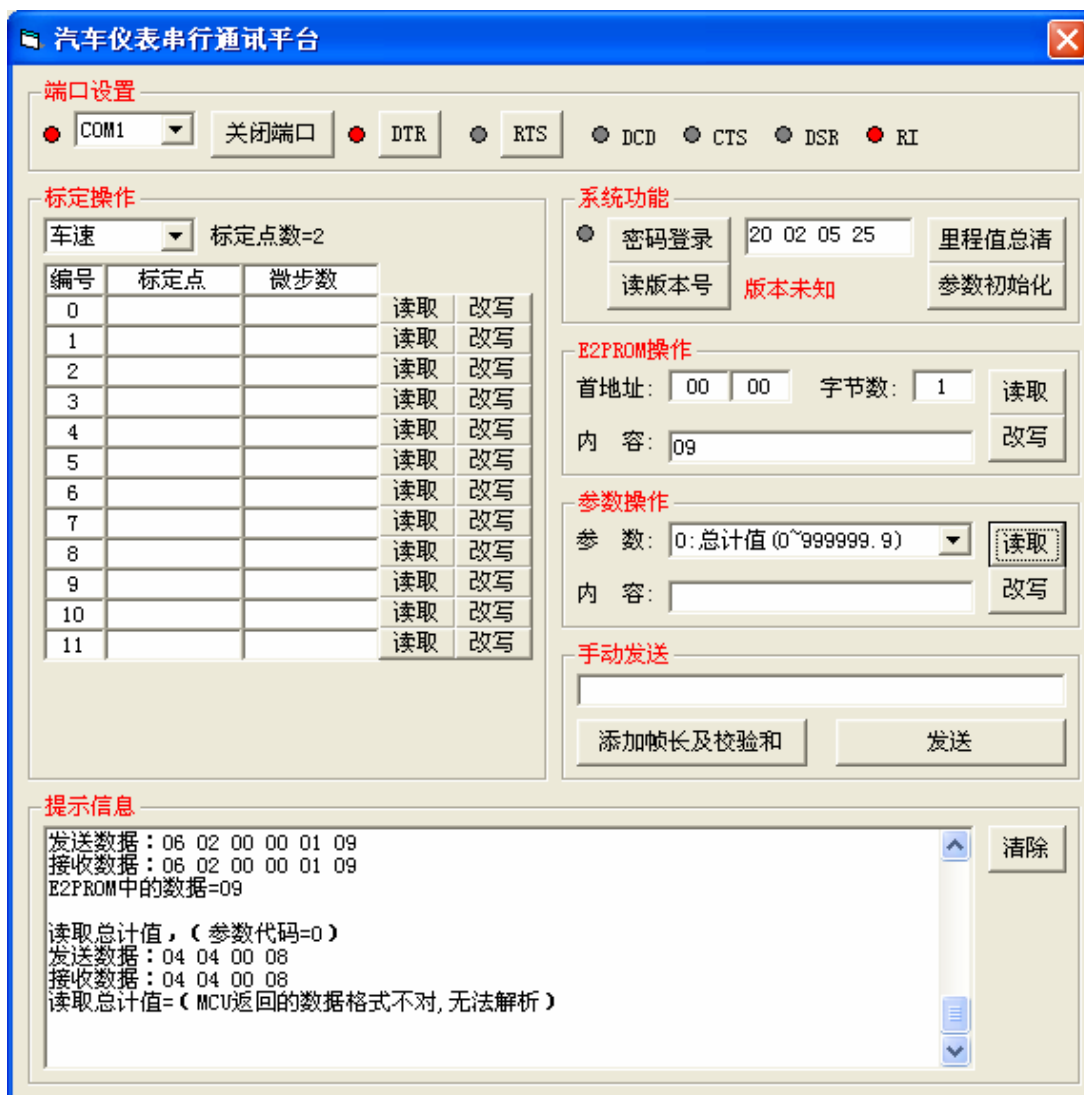 汽车仪表串行通讯平台
端口设置
COM1 关闭端口 DTR RTS DCD CTS DSR RI
标定操作
车速 标定点数=2
编号 标定点 微步数
0 读取 改写
1 读取 改写
2 读取 改写
3 读取 改写
4 读取 改写
5 读取 改写
6 读取 改写
7 读取 改写
8 读取 改写
9 读取 改写
10 读取 改写
11 读取 改写
系统功能
密码登录 20 02 05 25 里程值总清
读版本号 版本未知 参数初始化
E2PROM操作
首地址: 00 00 字节数: 1 读取
内 容: 09 改写
参数操作
参 数: 0:总计值(0~999999.9) 读取
内 容: 改写
手动发送
添加帧长及校验和 发送
提示信息
发送数据：06 02 00 00 01 09
接收数据：06 02 00 00 01 09
E2PROM中的数据=09
读取总计值，(参数代码=0)
发送数据：04 04 00 08
接收数据：04 04 00 08
读取总计值=(MCU返回的数据格式不对,无法解析)
清除